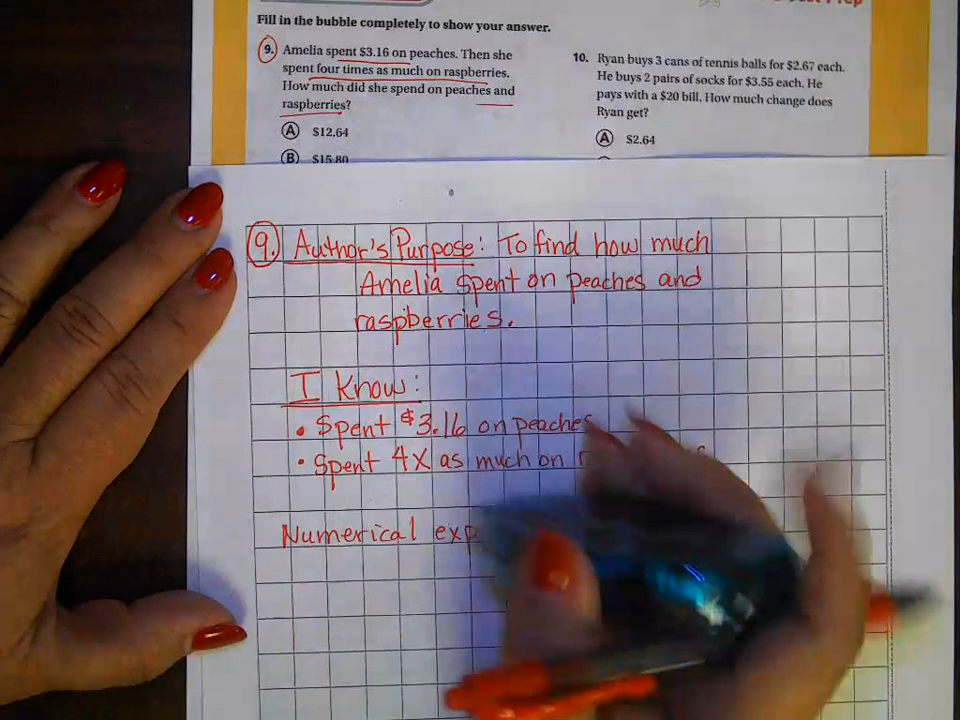 Fill in the bubble completely to show your answer.
9. Amelia spent $3.16 on peaches. Then she
spent four times as much on raspberries.
How much did she spend on peaches and
raspberries?
A $12.64
B $15.80
10. Ryan buys 3 cans of tennis balls for $2.67 each.
He buys 2 pairs of socks for $3.55 each. He
pays with a $20 bill. How much change does
Ryan get?
A $2.64
9. Author's Purpose: To find how much
Amelia spent on peaches and
raspberries.
I Know:
• Spent $3.16 on peaches
• Spent 4X as much on
Numerical exp